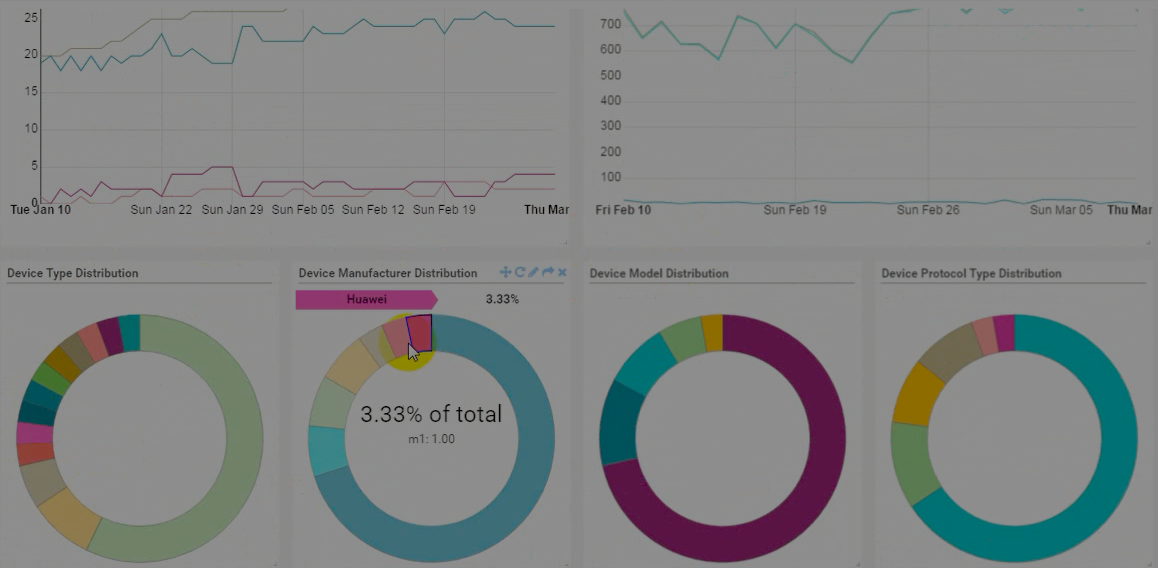 25
20
15
10
5
0
Tue Jan 10 Sun Jan 22 Sun Jan 29 Sun Feb 05 Sun Feb 12 Sun Feb 19 Thu Mar
700
600
500
400
300
200
100
Fri Feb 10 Sun Feb 19 Sun Feb 26 Sun Mar 05 Thu Mar
Device Type Distribution
Device Manufacturer Distribution
Huawei 3.33%
3.33% of total
m1: 1.00
Device Model Distribution
Device Protocol Type Distribution